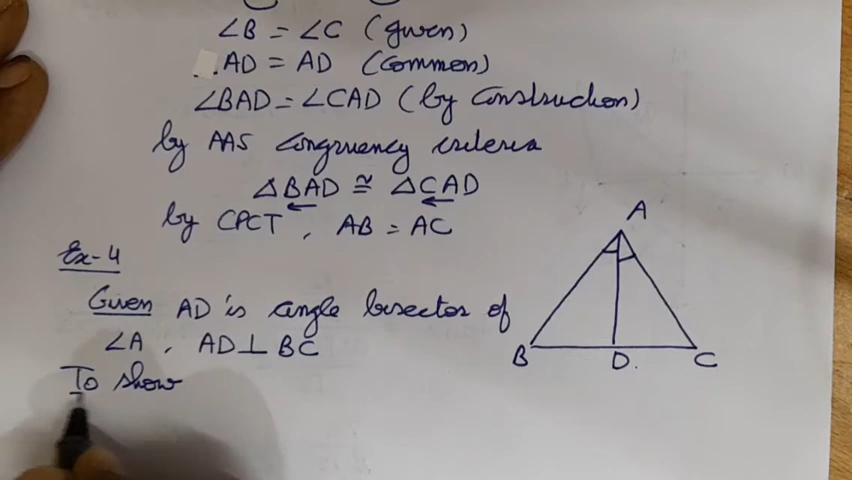 ∠B = ∠C (given)
AD = AD (Common)
∠BAD = ∠CAD (by Construction)
by AAS Congruency criteria
△BAD ≅ △CAD
by CPCT, AB = AC
Ex-4
Given AD is angle bisector of
∠A, AD⊥BC
To show
A
B
D
C